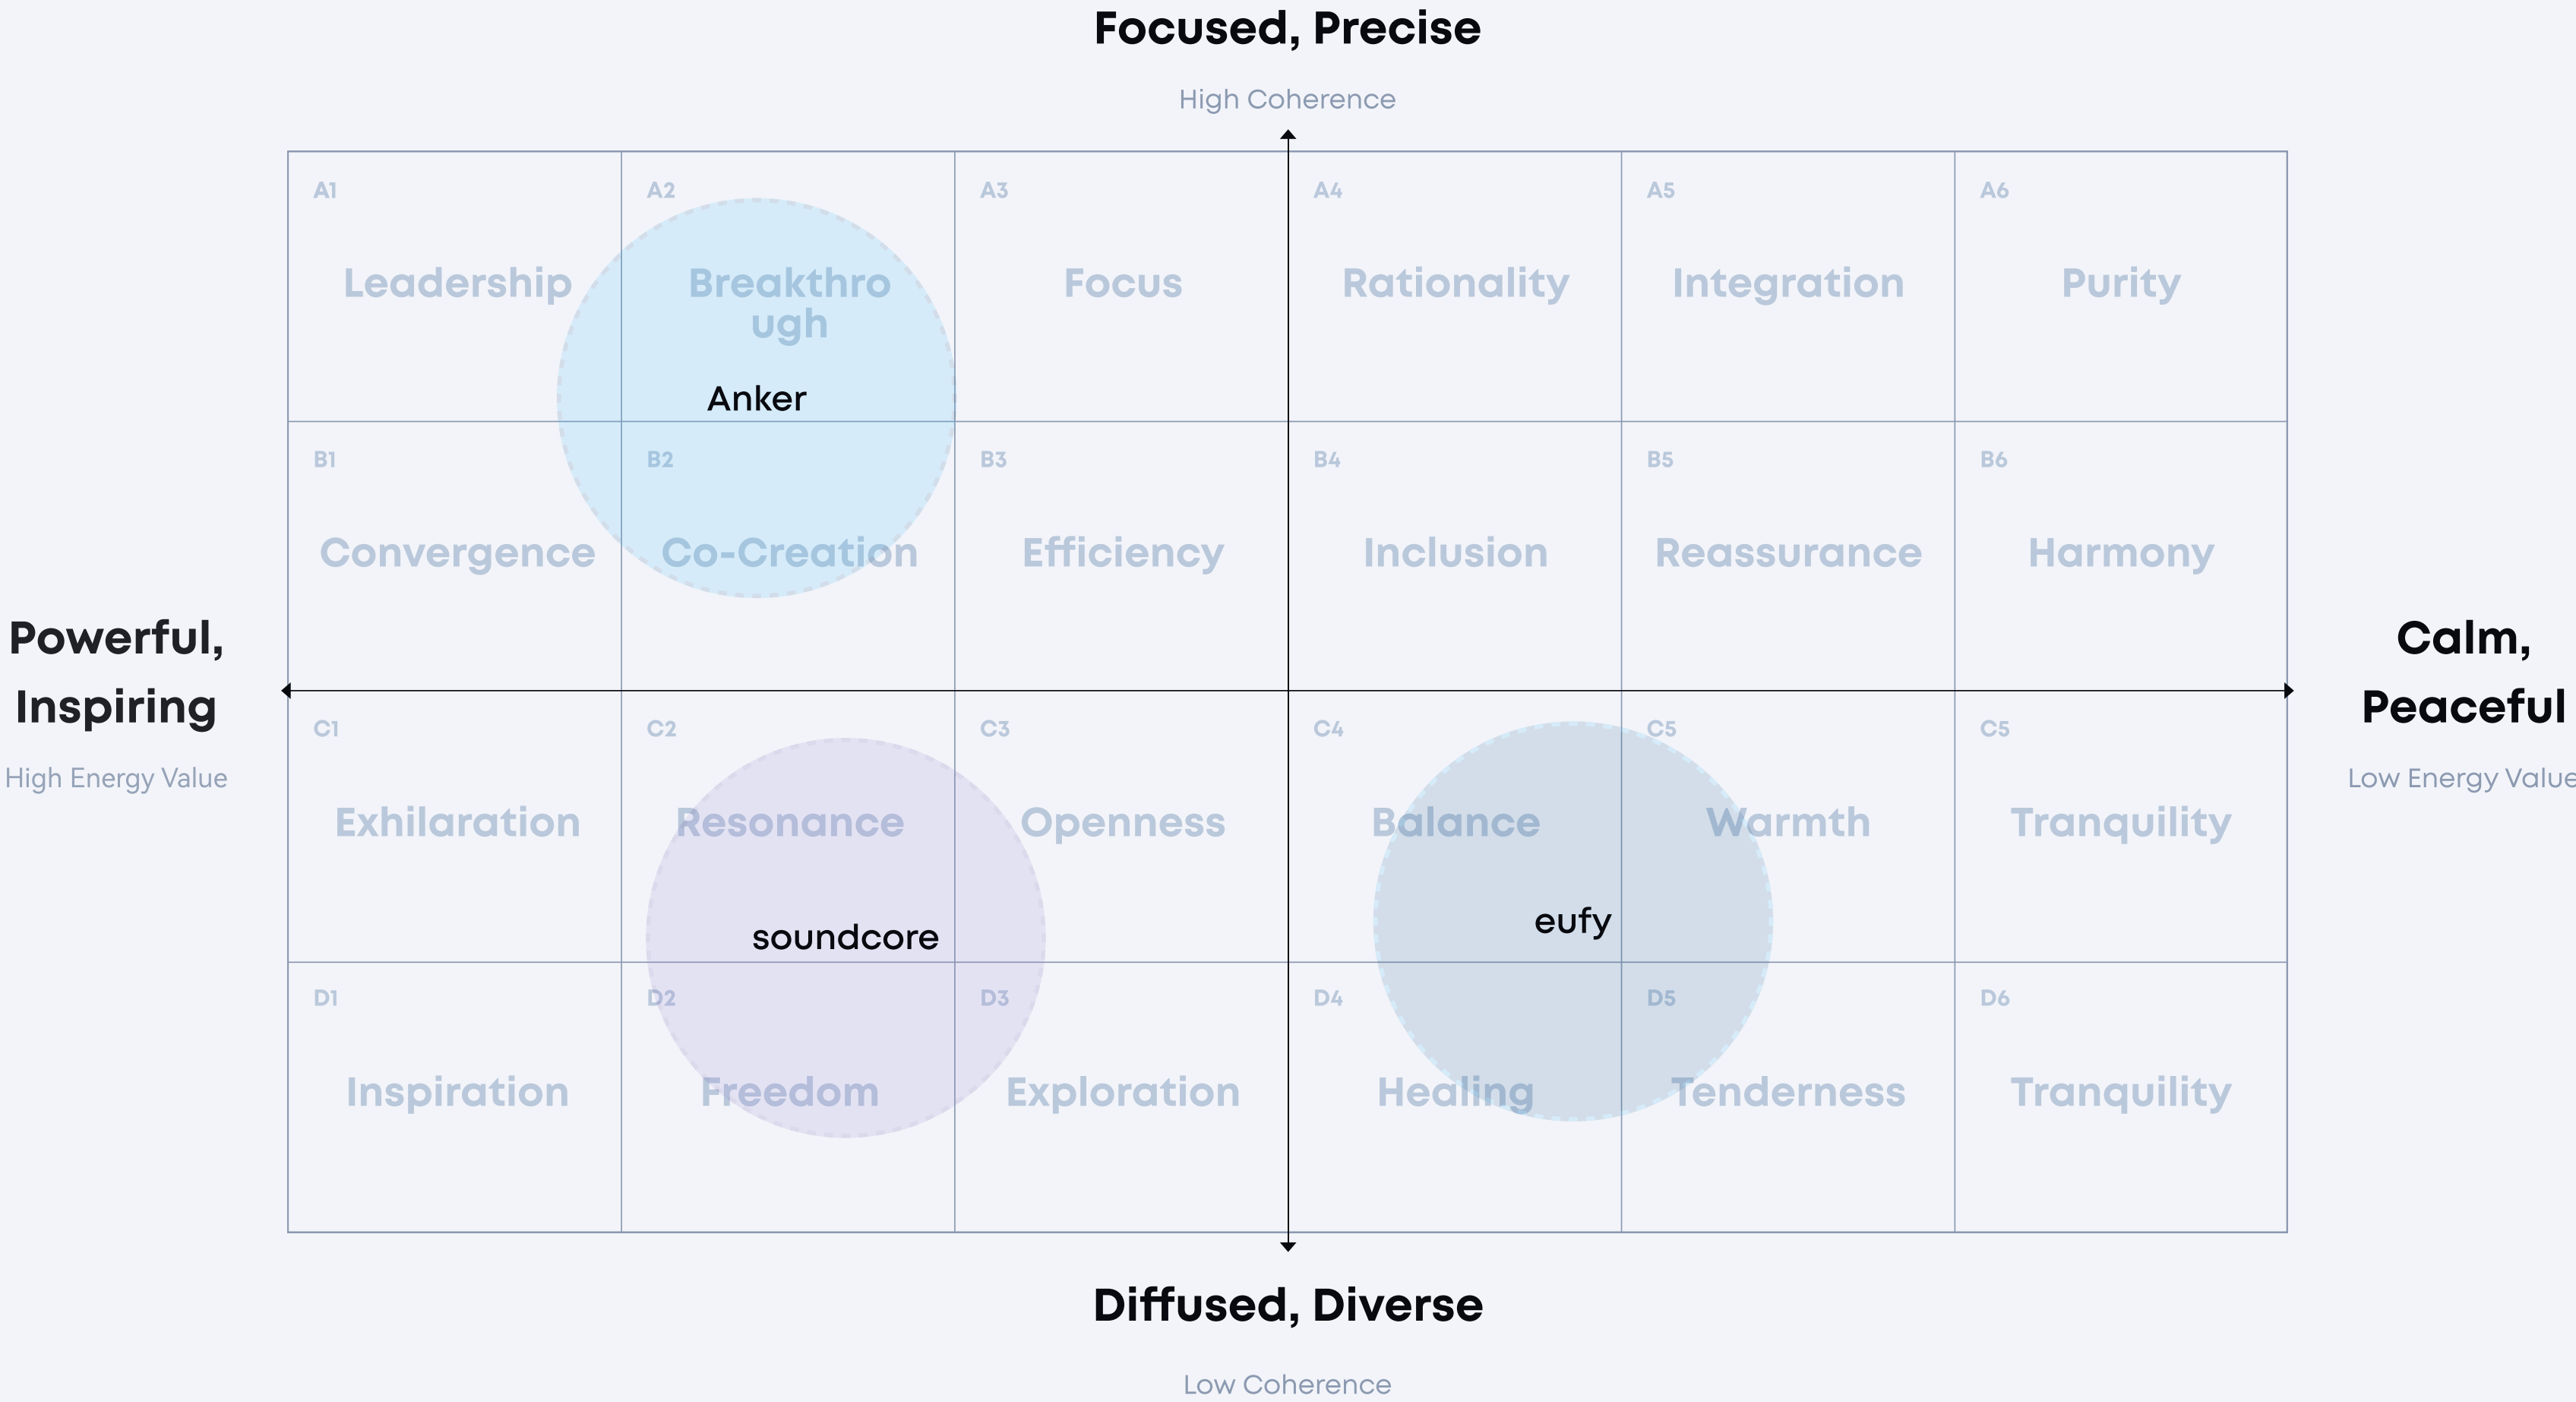 Focused, Precise
High Coherence
A1
A2
A3
A4
A5
A6
Leadership
Breakthro
ugh
Focus
Rationality
Integration
Purity
Anker
B1
B2
B3
B4
B5
B6
Convergence
Co-Creation
Efficiency
Inclusion
Reassurance
Harmony
Powerful,
Inspiring
High Energy Value
Calm,
Peaceful
Low Energy Value
C1
C2
C3
C4
C5
C5
Exhilaration
Resonance
Openness
Balance
Warmth
Tranquility
soundcore
eufy
D1
D2
D3
D4
D5
D6
Inspiration
Freedom
Exploration
Healing
Tenderness
Tranquility
Diffused, Diverse
Low Coherence